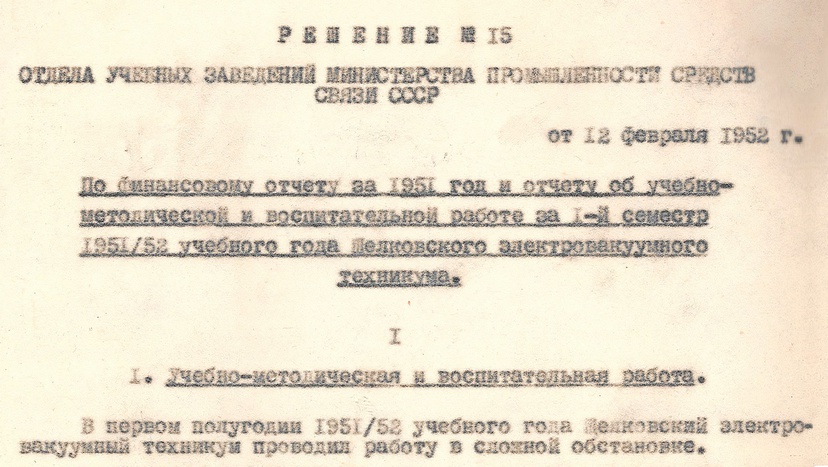 РЕШЕНИЕ № 15
ОТДЕЛА УЧЕБНЫХ ЗАВЕДЕНИЙ МИНИСТЕРСТВА ПРОМЫШЛЕННОСТИ СРЕДСТВ
СВЯЗИ СССР
от 12 февраля 1952 г.
По финансовому отчету за 1951 год и отчету об учебно-
методической и воспитательной работе за 1-й семестр
1951/52 учебного года Щелковского электровакуумного
техникума.
I
1. Учебно-методическая и воспитательная работа.
В первом полугодии 1951/52 учебного года Щелковский электро-
вакуумный техникум проводил работу в сложной обстановке.